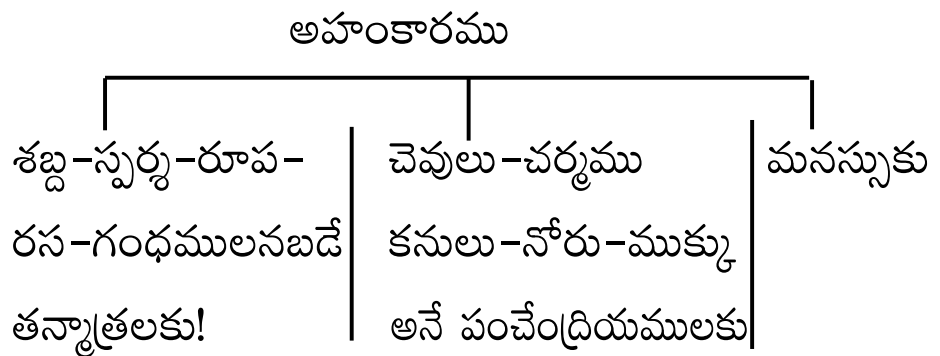 అహంకారము
శబ్ద-స్పర్శ-రూప-
రస-గంధములనబడే
తన్మాత్రలకు!
చెవులు-చర్మము
కనులు-నోరు-ముక్కు
అనే పంచేంద్రియములకు
మనస్సుకు